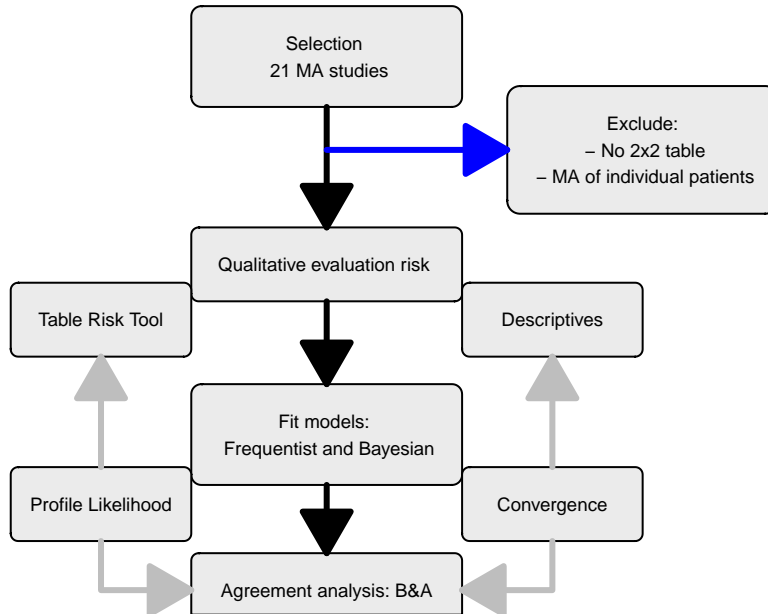 Selection
21 MA studies
Exclude:
– No 2x2 table
– MA of individual patients
Qualitative evaluation risk
Table Risk Tool
Descriptives
Fit models:
Frequentist and Bayesian
Profile Likelihood
Convergence
Agreement analysis: B&A